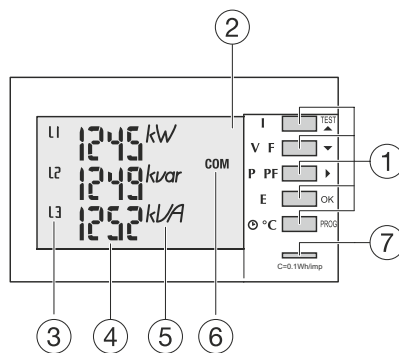 2
L1 1245 kW
I TEST
V F
L2 1249 kvar
COM
P PF
1
E OK
L3 1252 kVA
°C PROG
7
C=0.1Wh/imp
3 4 5 6